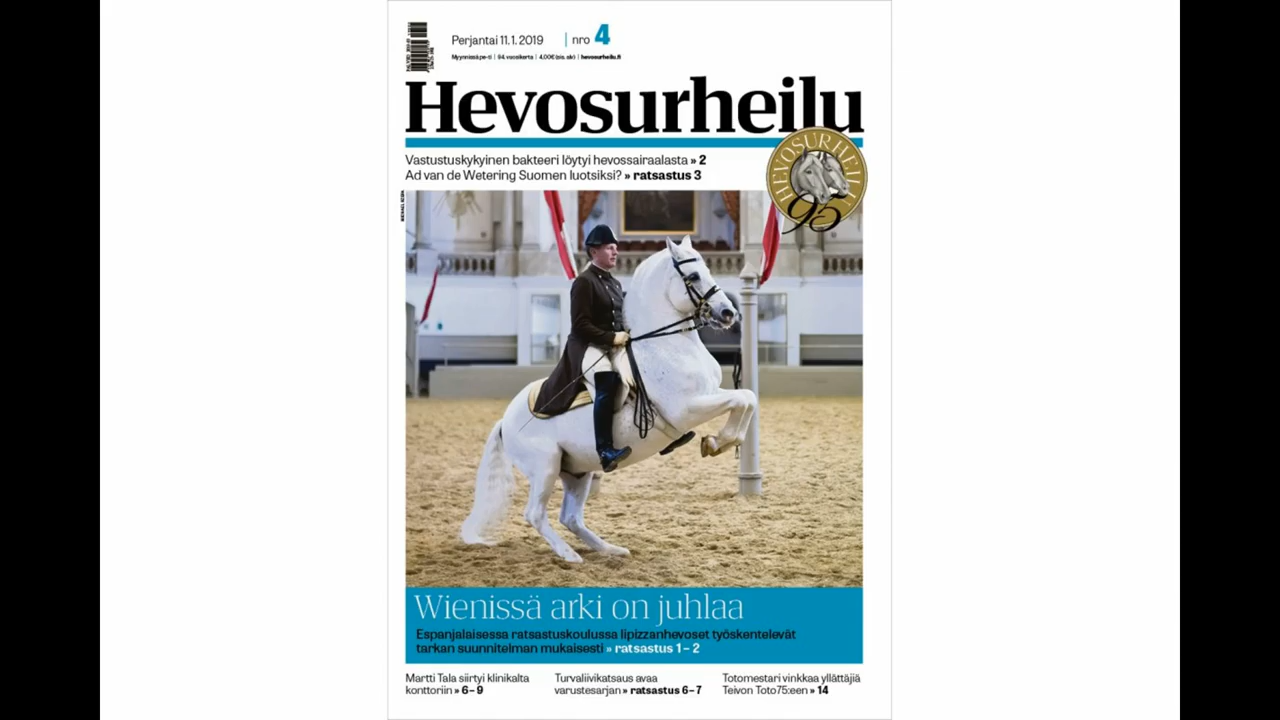 Perjantai 11.1.2019 | nro 4
Myynnissä pe-ti | 94. vuosikerta | 4,00€ (sis. alv) | hevosurheilu.fi
Hevosurheilu
Vastustuskykyinen bakteeri löytyi hevossairaalasta » 2
Ad van de Wetering Suomen luotsiksi? » ratsastus 3
HEVOSURHEILU
95
Wienissä arki on juhlaa
Espanjalaisessa ratsastuskoulussa lipizzanhevoset työskentelevät
tarkan suunnitelman mukaisesti » ratsastus 1–2
Martti Tala siirtyi klinikalta
konttoriin » 6–9
Turvaliivikatsaus avaa
varustesarjan » ratsastus 6–7
Totomestari vinkkaa yllättäjiä
Teivon Toto75:een » 14